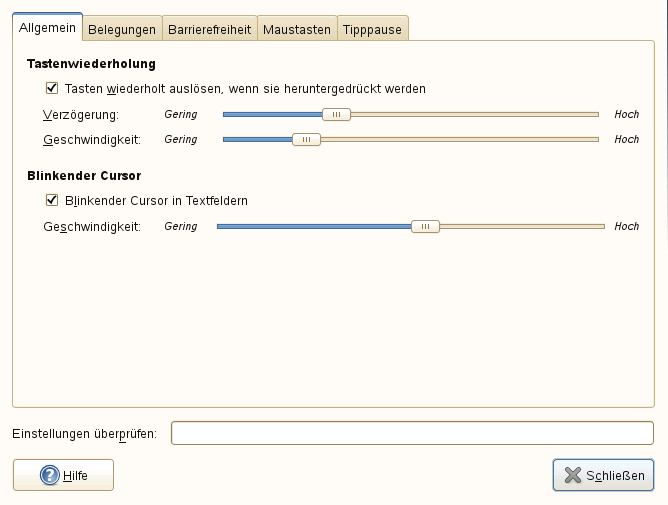 Allgemein Belegungen Barrierefreiheit Maustasten Tipppause
Tastenwiederholung
Tasten wiederholt auslösen, wenn sie heruntergedrückt werden
Verzögerung: Gering Hoch
Geschwindigkeit: Gering Hoch
Blinkender Cursor
Blinkender Cursor in Textfeldern
Geschwindigkeit: Gering Hoch
Einstellungen überprüfen:
Hilfe Schließen